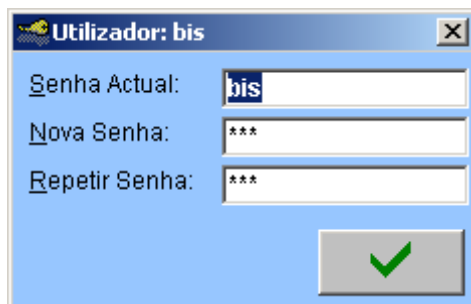 Utilizador: bis
Senha Actual: bis
Nova Senha: ***
Repetir Senha: ***